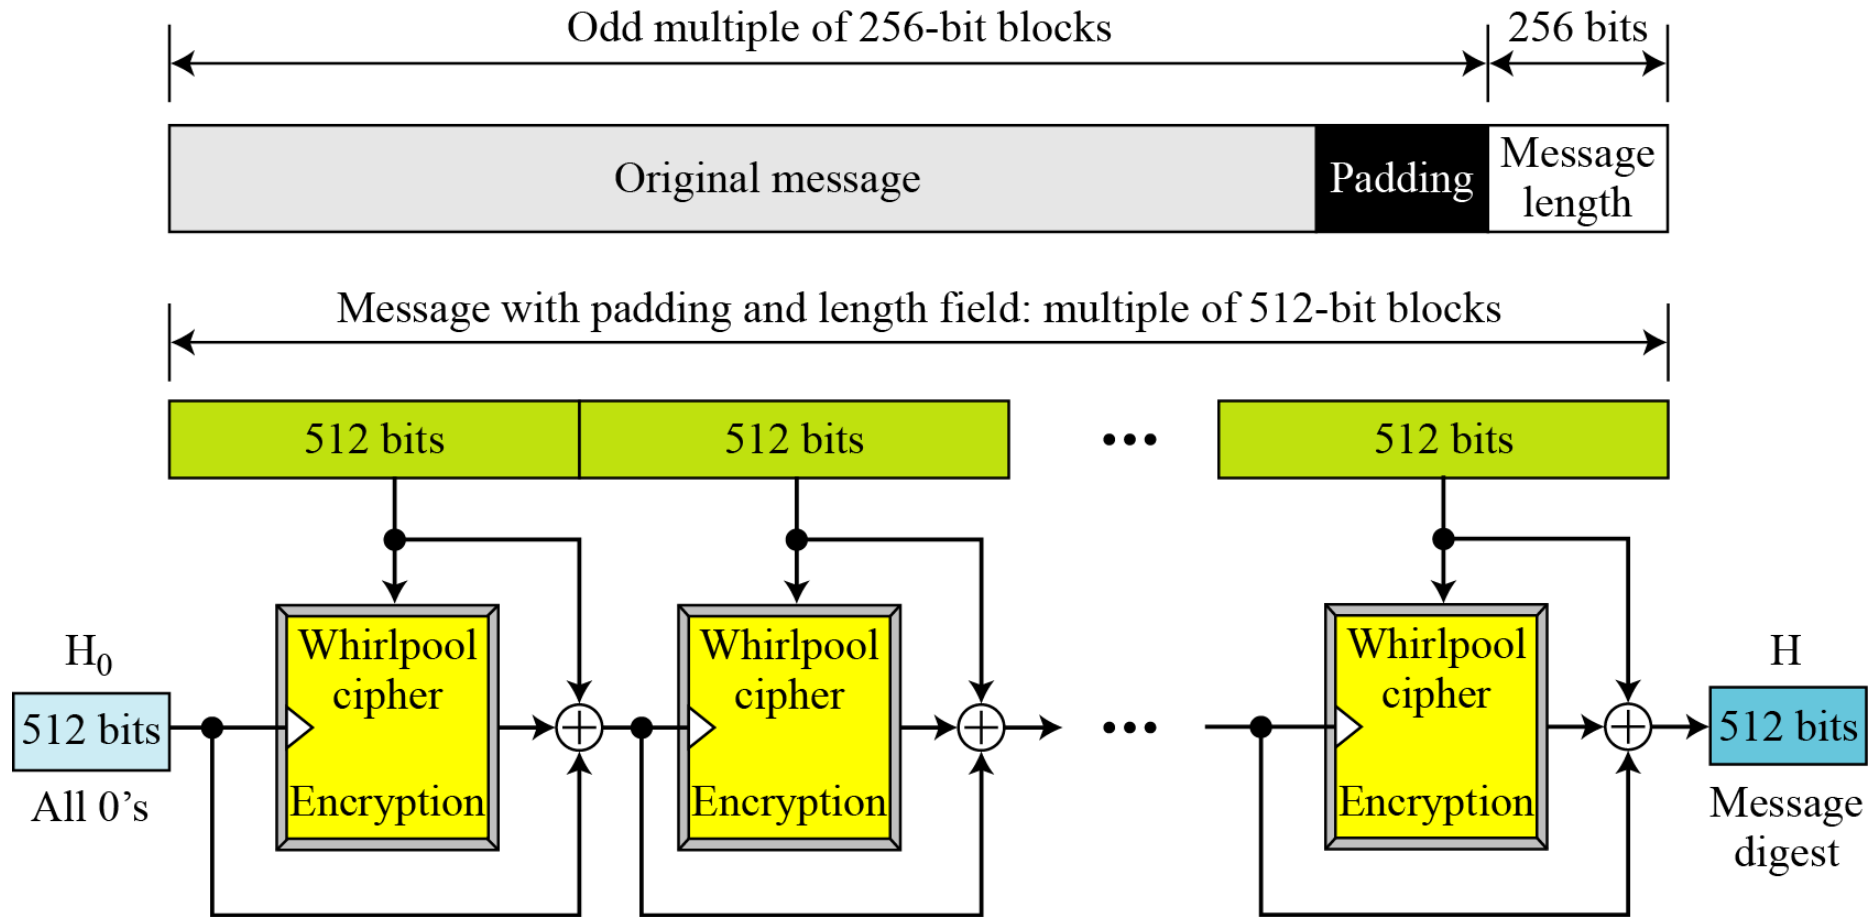 Odd multiple of 256-bit blocks
256 bits
Original message
Padding
Message
length
Message with padding and length field: multiple of 512-bit blocks
512 bits
512 bits
•••
512 bits
H₀
512 bits
All 0’s
Whirlpool
cipher
Encryption
Whirlpool
cipher
Encryption
•••
Whirlpool
cipher
Encryption
H
512 bits
Message
digest